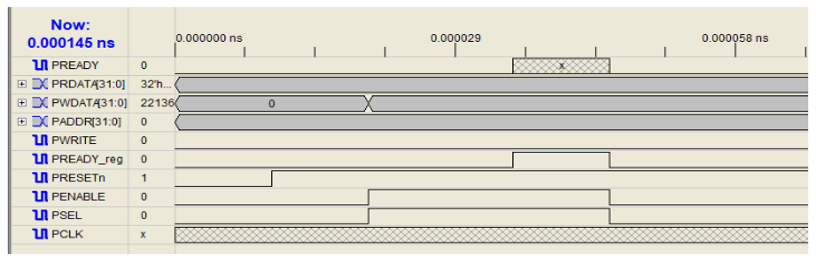 Now:
0.000145 ns
0.000000 ns 0.000029 0.000058 ns
PREADY 0 x
PRDATA[31:0] 32'h...
PWDATA[31:0] 22136 0
PADDR[31:0] 0
PWRITE 0
PREADY_reg 0
PRESETn 1
PENABLE 0
PSEL 0
PCLK x